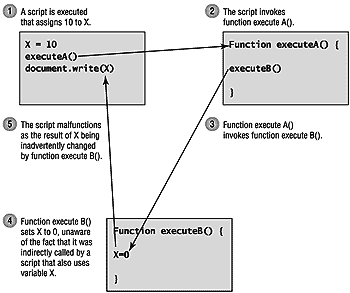 1 A script is executed
that assigns 10 to X.
X = 10
executeA()
document.write(X)
2 The script invokes
function executeA().
Function executeA() {
executeB()
}
3 Function execute A()
invokes function execute B().
5 The script malfunctions
as the result of X being
inadvertently changed
by function execute B().
4 Function execute B()
sets X to 0, unaware
of the fact that it was
indirectly called by a
script that also uses
variable X.
Function executeB() {
X=0
}